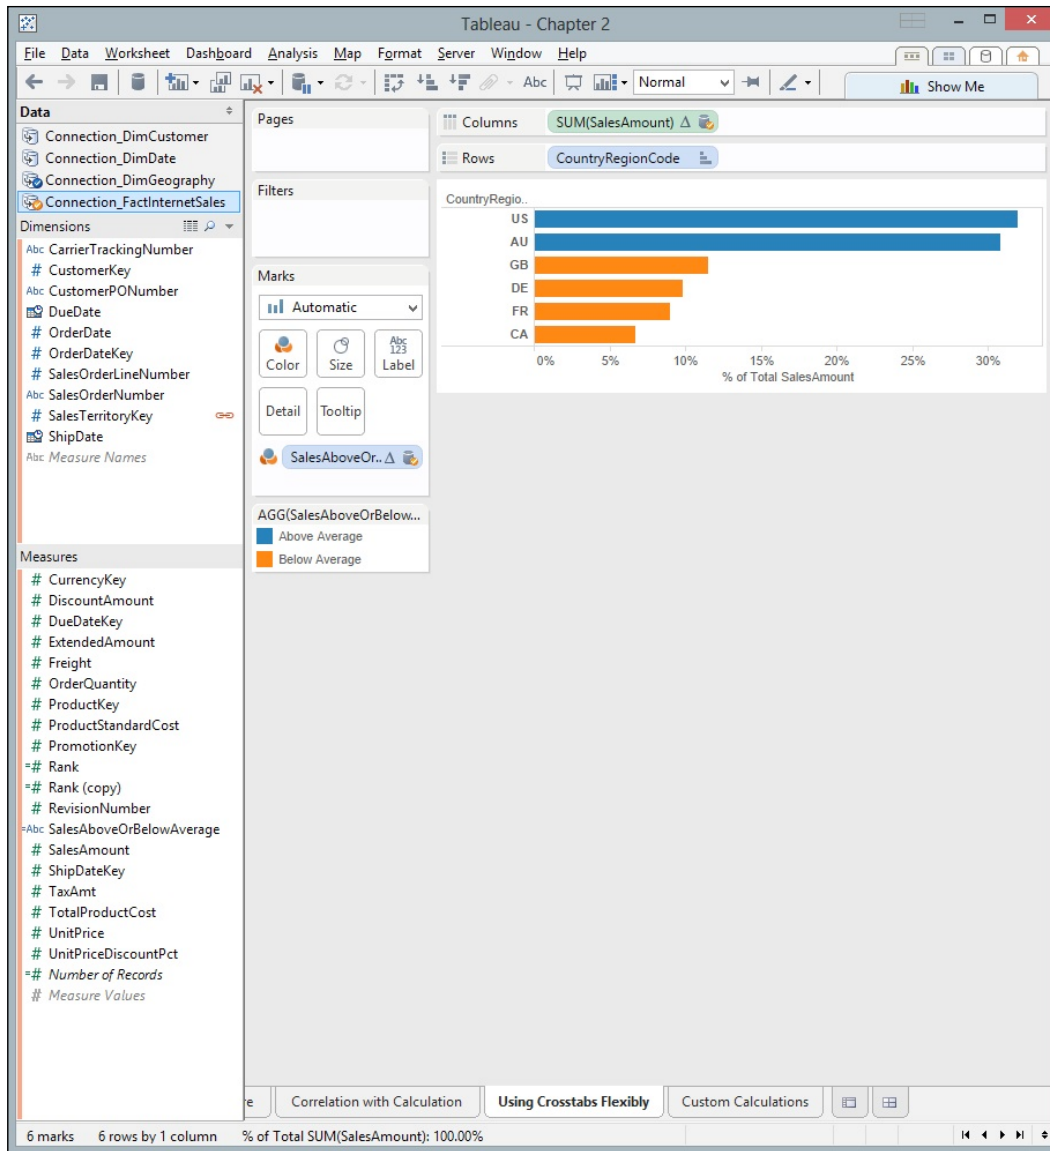 Tableau - Chapter 2
File Data Worksheet Dashboard Analysis Map Format Server Window Help
Abc Normal Show Me
Data
Connection_DimCustomer
Connection_DimDate
Connection_DimGeography
Connection_FactInternetSales
Dimensions
Abc CarrierTrackingNumber
# CustomerKey
Abc CustomerPONumber
DueDate
# OrderDate
# OrderDateKey
# SalesOrderLineNumber
Abc SalesOrderNumber
# SalesTerritoryKey
ShipDate
Abc Measure Names
Measures
# CurrencyKey
# DiscountAmount
# DueDateKey
# ExtendedAmount
# Freight
# OrderQuantity
# ProductKey
# ProductStandardCost
# PromotionKey
=# Rank
=# Rank (copy)
# RevisionNumber
=Abc SalesAboveOrBelowAverage
# SalesAmount
# ShipDateKey
# TaxAmt
# TotalProductCost
# UnitPrice
# UnitPriceDiscountPct
=# Number of Records
# Measure Values
Pages
Filters
Marks
Automatic
Abc
123
Color Size Label
Detail Tooltip
SalesAboveOr.. Δ
AGG(SalesAboveOrBelow...
Above Average
Below Average
Columns SUM(SalesAmount) Δ
Rows CountryRegionCode
CountryRegio..
US
AU
GB
DE
FR
CA
0% 5% 10% 15% 20% 25% 30%
% of Total SalesAmount
e Correlation with Calculation Using Crosstabs Flexibly Custom Calculations
6 marks 6 rows by 1 column % of Total SUM(SalesAmount): 100.00%